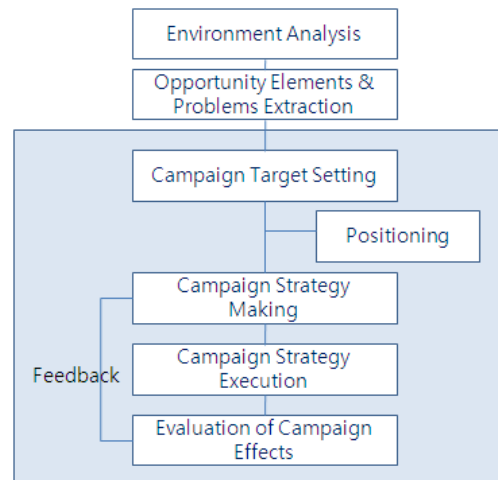 Environment Analysis
Opportunity Elements &
Problems Extraction
Campaign Target Setting
Positioning
Campaign Strategy
Making
Feedback
Campaign Strategy
Execution
Evaluation of Campaign
Effects